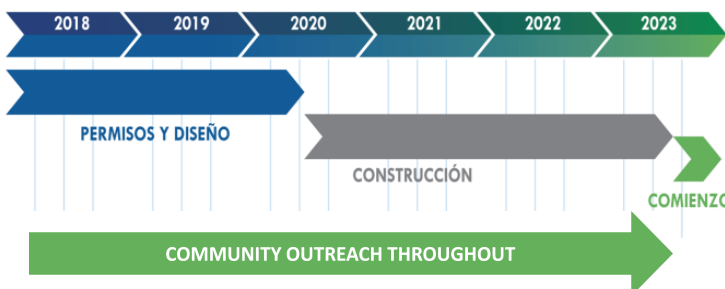 2018 2019 2020 2021 2022 2023
PERMISOS Y DISEÑO
CONSTRUCCIÓN
COMIENZO
COMMUNITY OUTREACH THROUGHOUT